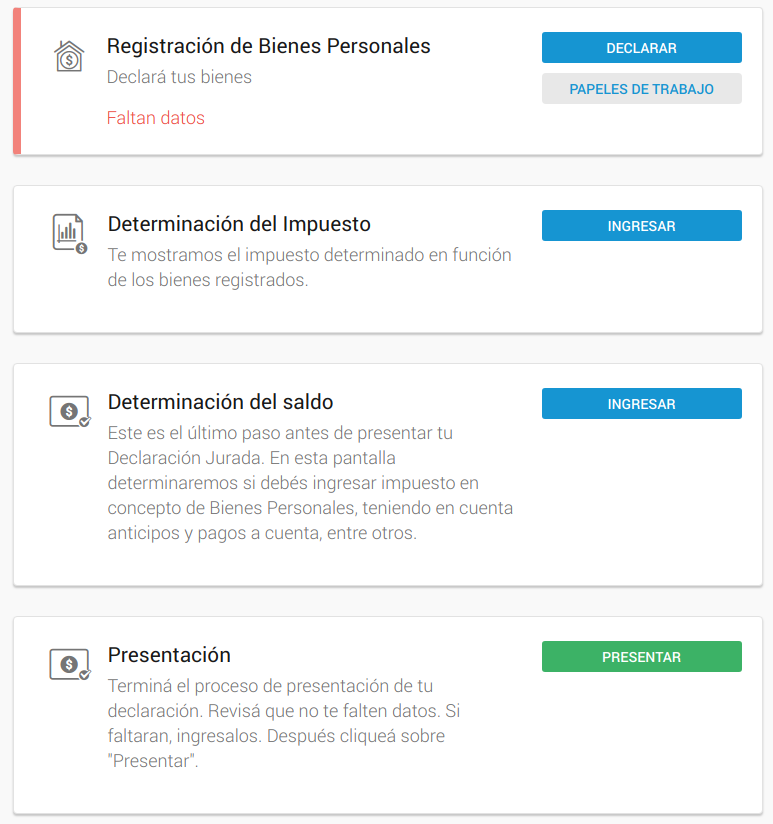 Registración de Bienes Personales
DECLARAR
Declará tus bienes
PAPELES DE TRABAJO
Faltan datos
Determinación del Impuesto
INGRESAR
Te mostramos el impuesto determinado en función
de los bienes registrados.
Determinación del saldo
INGRESAR
Este es el último paso antes de presentar tu
Declaración Jurada. En esta pantalla
determinaremos si debés ingresar impuesto en
concepto de Bienes Personales, teniendo en cuenta
anticipos y pagos a cuenta, entre otros.
Presentación
PRESENTAR
Terminá el proceso de presentación de tu
declaración. Revisá que no te falten datos. Si
faltaran, ingresalos. Después cliqueá sobre
"Presentar".